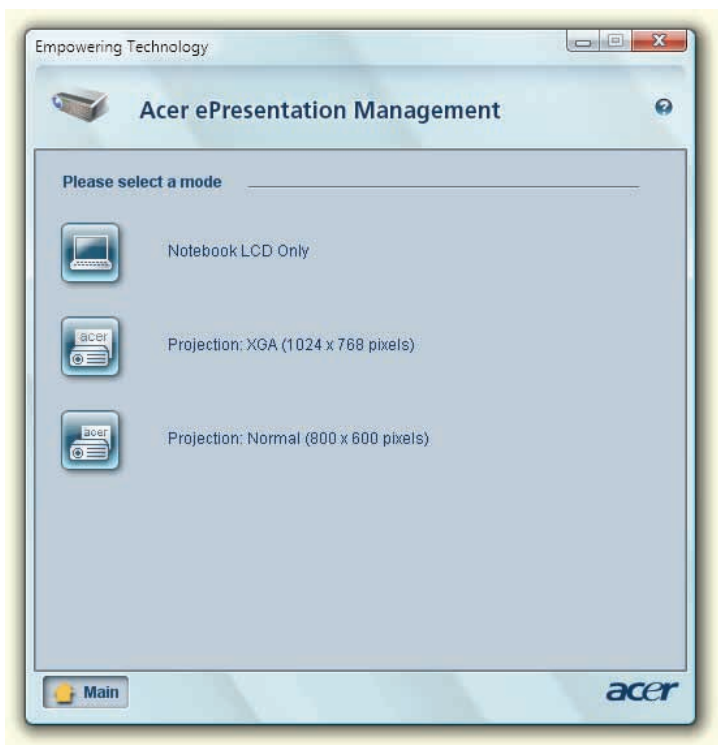 Empowering Technology
Acer ePresentation Management
Please select a mode
Notebook LCD Only
acer
Projection: XGA (1024 x 768 pixels)
acer
Projection: Normal (800 x 600 pixels)
Main
acer